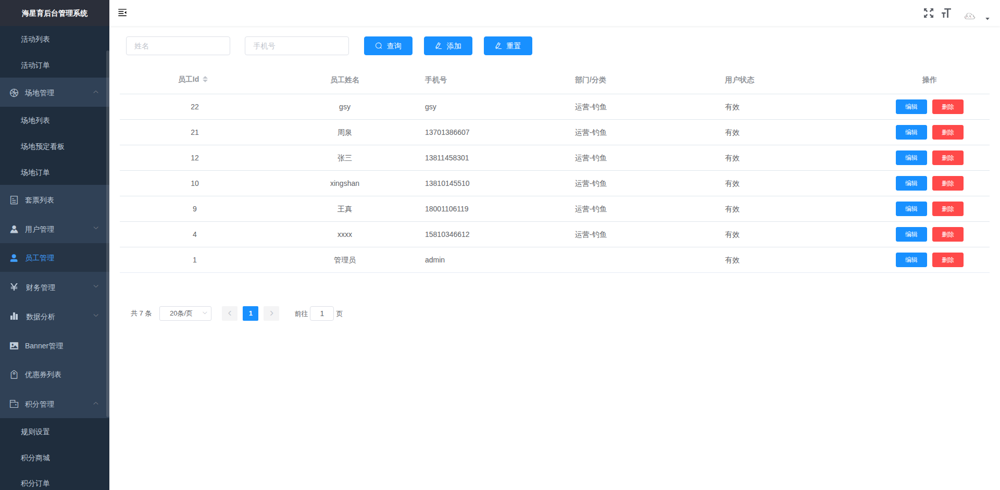 海星育后台管理系统
活动列表
活动订单
场地管理
场地列表
场地预定看板
场地订单
套票列表
用户管理
员工管理
财务管理
数据分析
Banner管理
优惠券列表
积分管理
规则设置
积分商城
积分订单
姓名 手机号 查询 添加 重置
员工Id 员工姓名 手机号 部门/分类 用户状态 操作
22 gsy gsy 运营-钓鱼 有效 编辑 删除
21 周泉 13701386607 运营-钓鱼 有效 编辑 删除
12 张三 13811458301 运营-钓鱼 有效 编辑 删除
10 xingshan 13810145510 运营-钓鱼 有效 编辑 删除
9 王真 18001106119 运营-钓鱼 有效 编辑 删除
4 xxxx 15810346612 运营-钓鱼 有效 编辑 删除
1 管理员 admin 有效 编辑 删除
共 7 条 20条/页 1 前往 1 页